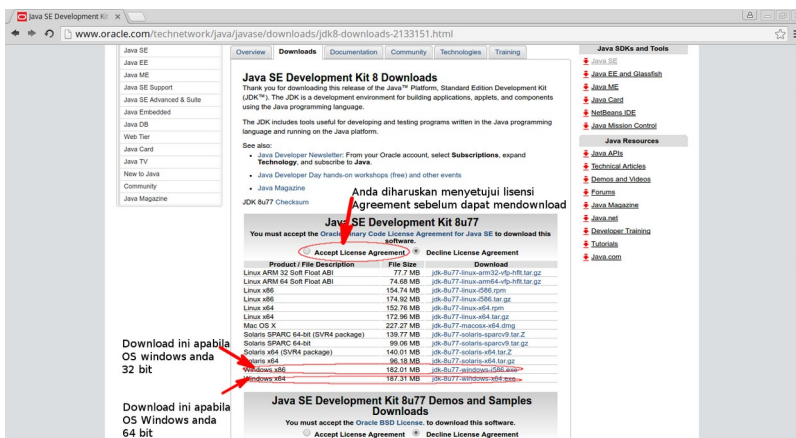 Java SE Development Kit
www.oracle.com/technetwork/java/javase/downloads/jdk8-downloads-2133151.html
Java SE
Java EE
Java ME
Java SE Support
Java SE Advanced & Suite
Java Embedded
Java DB
Web Tier
Java Card
Java TV
New to Java
Community
Java Magazine
Overview Downloads Documentation Community Technologies Training
Java SE Development Kit 8 Downloads
Thank you for downloading this release of the Java™ Platform, Standard Edition Development Kit
(JDK™). The JDK is a development environment for building applications, applets, and components
using the Java programming language.
The JDK includes tools useful for developing and testing programs written in the Java programming
language and running on the Java platform.
See also:
• Java Developer Newsletter: From your Oracle account, select Subscriptions, expand
Technology, and subscribe to Java.
• Java Developer Day hands-on workshops (free) and other events
• Java Magazine
JDK 8u77 Checksum
Anda diharuskan menyetujui lisensi
Agreement sebelum dapat mendownload
Java SE Development Kit 8u77
You must accept the Oracle Binary Code License Agreement for Java SE to download this
software.
Accept License Agreement Decline License Agreement
Product / File Description File Size Download
Linux ARM 32 Soft Float ABI 77.7 MB jdk-8u77-linux-arm32-vfp-hflt.tar.gz
Linux ARM 64 Soft Float ABI 74.68 MB jdk-8u77-linux-arm64-vfp-hflt.tar.gz
Linux x86 154.74 MB jdk-8u77-linux-i586.rpm
Linux x86 174.92 MB jdk-8u77-linux-i586.tar.gz
Linux x64 152.76 MB jdk-8u77-linux-x64.rpm
Linux x64 172.96 MB jdk-8u77-linux-x64.tar.gz
Mac OS X 227.27 MB jdk-8u77-macosx-x64.dmg
Solaris SPARC 64-bit (SVR4 package) 139.77 MB jdk-8u77-solaris-sparcv9.tar.Z
Solaris SPARC 64-bit 99.06 MB jdk-8u77-solaris-sparcv9.tar.gz
Solaris x64 (SVR4 package) 140.01 MB jdk-8u77-solaris-x64.tar.Z
Solaris x64 96.18 MB jdk-8u77-solaris-x64.tar.gz
Windows x86 182.01 MB jdk-8u77-windows-i586.exe
Windows x64 187.31 MB jdk-8u77-windows-x64.exe
Download ini apabila
OS windows anda
32 bit
Download ini apabila
OS Windows anda
64 bit
Java SE Development Kit 8u77 Demos and Samples
Downloads
You must accept the Oracle BSD License. to download this software.
Accept License Agreement Decline License Agreement
Java SDKs and Tools
Java SE
Java EE and Glassfish
Java ME
Java Card
NetBeans IDE
Java Mission Control
Java Resources
Java APIs
Technical Articles
Demos and Videos
Forums
Java Magazine
Java.net
Developer Training
Tutorials
Java.com